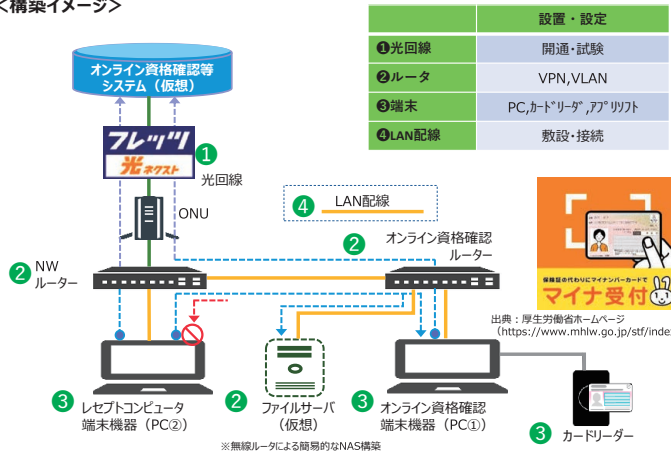 <構築イメージ>
設置・設定
❶光回線 開通・試験
❷ルータ VPN,VLAN
❸端末 PC,ｶｰﾄﾞﾘｰﾀﾞ,ｱﾌﾟﾘｿﾌﾄ
❹LAN配線 敷設・接続
オンライン資格確認等
システム（仮想）
フレッツ
光ネクスト
1
光回線
ONU
4 LAN配線
2 NW
ルーター
2 オンライン資格確認
ルーター
保険証の代わりにマイナンバーカードで
マイナ受付
出典：厚生労働省ホームページ
（https://www.mhlw.go.jp/stf/index
3 レセプトコンピュータ
端末機器（PC②）
2 ファイルサーバ
（仮想）
3 オンライン資格確認
端末機器（PC①）
3 カードリーダー
※無線ルータによる簡易的なNAS構築